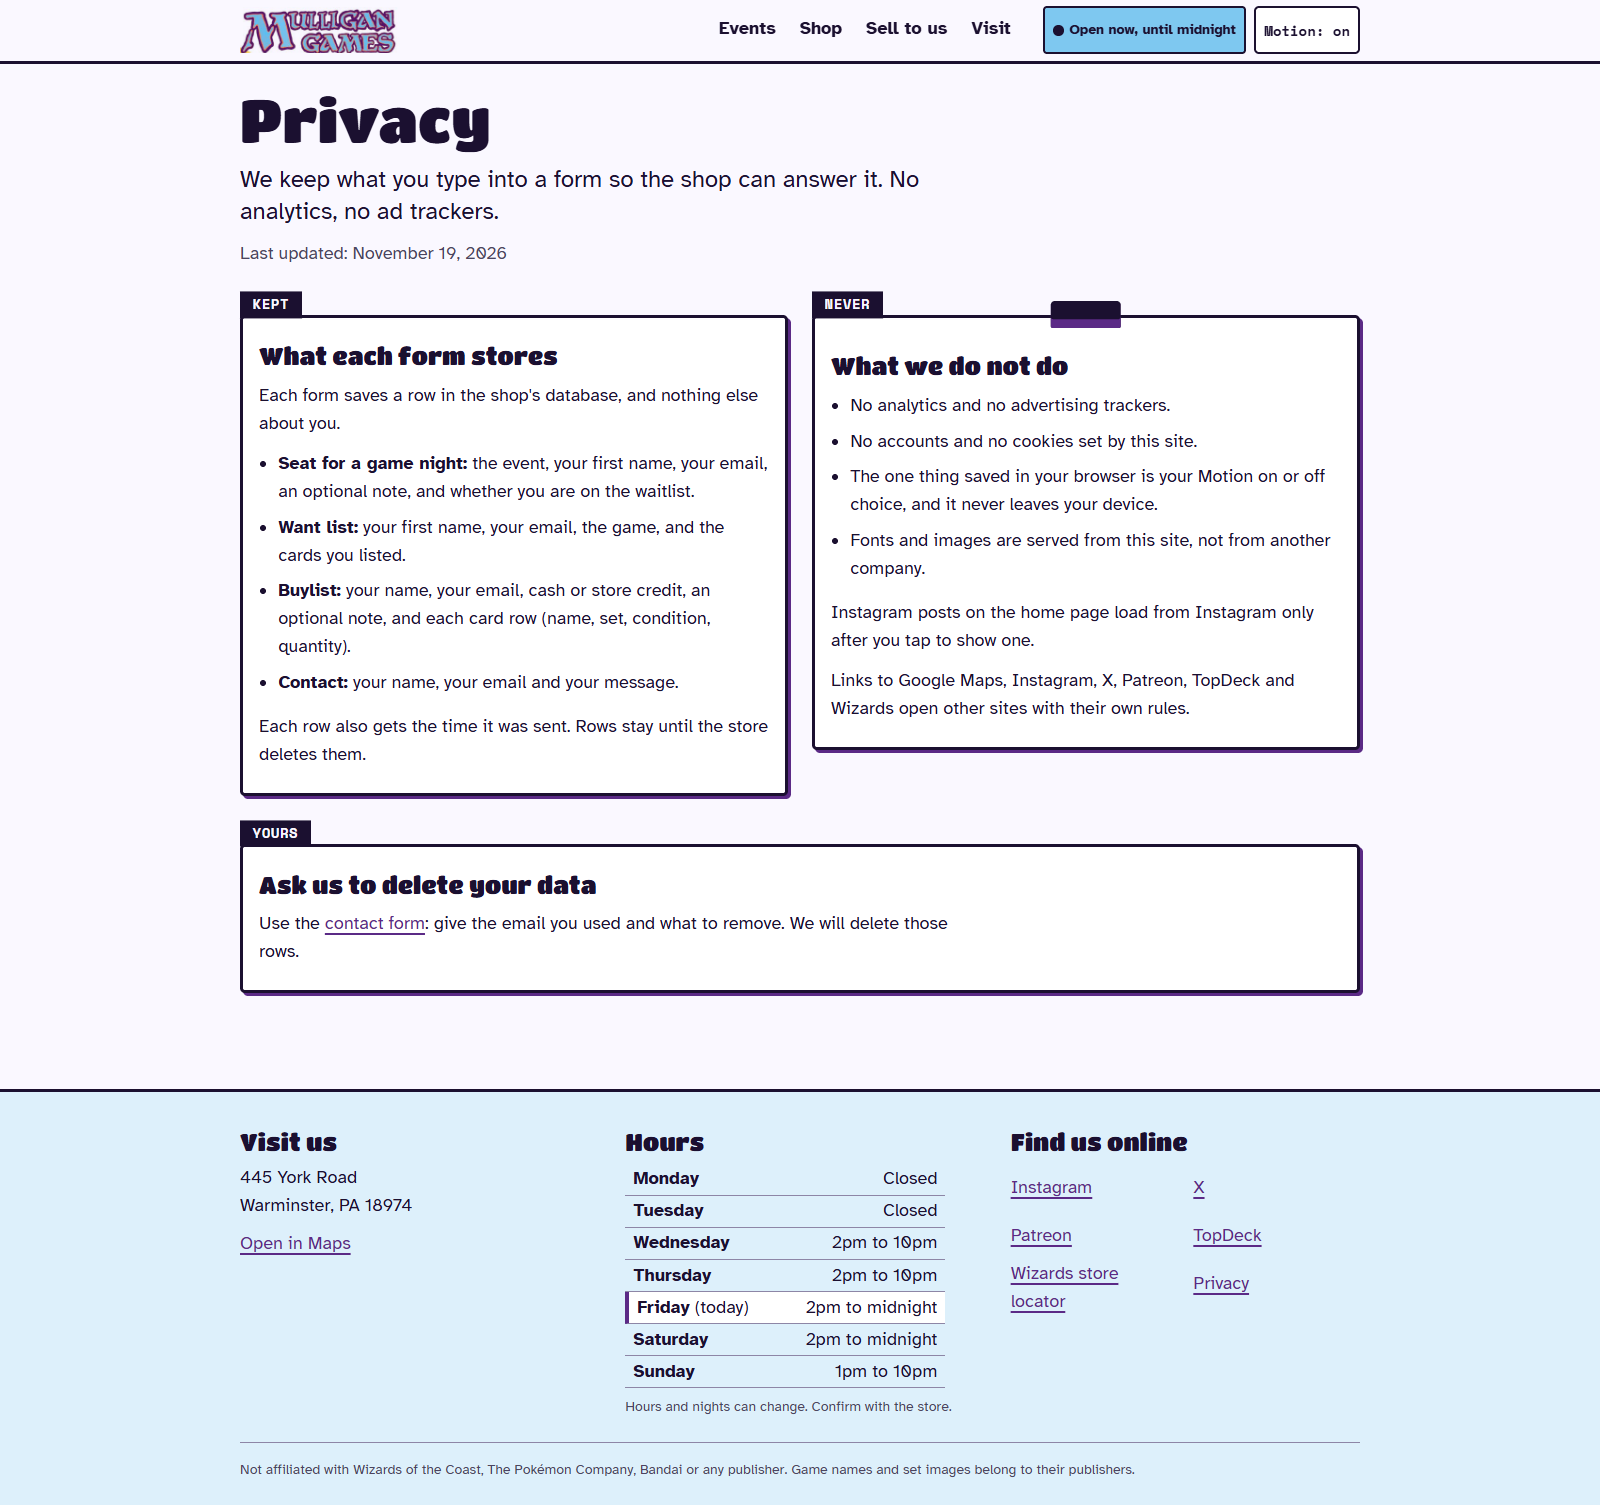 MULLIGAN
GAMES
Events
Shop
Sell to us
Visit
Open now, until midnight
Motion: on
Privacy
We keep what you type into a form so the shop can answer it. No
analytics, no ad trackers.
Last updated: November 19, 2026
KEPT
What each form stores
Each form saves a row in the shop's database, and nothing else
about you.
• Seat for a game night: the event, your first name, your email,
an optional note, and whether you are on the waitlist.
• Want list: your first name, your email, the game, and the
cards you listed.
• Buylist: your name, your email, cash or store credit, an
optional note, and each card row (name, set, condition,
quantity).
• Contact: your name, your email and your message.
Each row also gets the time it was sent. Rows stay until the store
deletes them.
NEVER
What we do not do
• No analytics and no advertising trackers.
• No accounts and no cookies set by this site.
• The one thing saved in your browser is your Motion on or off
choice, and it never leaves your device.
• Fonts and images are served from this site, not from another
company.
Instagram posts on the home page load from Instagram only
after you tap to show one.
Links to Google Maps, Instagram, X, Patreon, TopDeck and
Wizards open other sites with their own rules.
YOURS
Ask us to delete your data
Use the contact form: give the email you used and what to remove. We will delete those
rows.
Visit us
445 York Road
Warminster, PA 18974
Open in Maps
Hours
Monday Closed
Tuesday Closed
Wednesday 2pm to 10pm
Thursday 2pm to 10pm
Friday (today) 2pm to midnight
Saturday 2pm to midnight
Sunday 1pm to 10pm
Hours and nights can change. Confirm with the store.
Find us online
Instagram
X
Patreon
TopDeck
Wizards store
locator
Privacy
Not affiliated with Wizards of the Coast, The Pokémon Company, Bandai or any publisher. Game names and set images belong to their publishers.